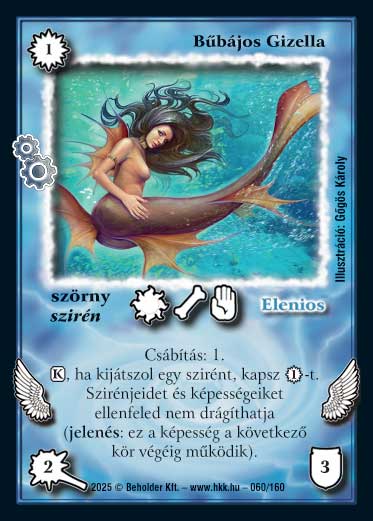 1
Bűbájos Gizella
Illusztráció: Gögös Károly
szörny
szirén
Elenios
Csábítás: 1.
K, ha kijátszol egy szirént, kapsz 1-t.
Szirénjeidet és képességeiket
ellenfeled nem drágíthatja
(jelenés: ez a képesség a következő
kör végéig működik).
2
3
2025 © Beholder Kft. – www.hkk.hu – 060/160